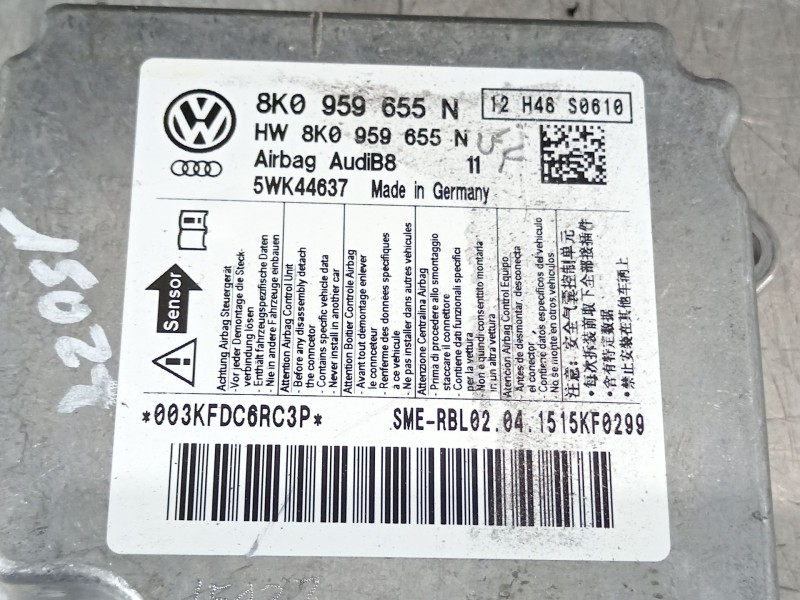 8K0 959 655 N
12 H46 S0610
HW 8K0 959 655 N
Airbag AudiB8 11
5WK44637 Made in Germany
Sensor
Achtung Airbag Steuergerät
-Vor jeder Demontage die Steck-
verbindung lösen
-Enthält fahrzeugspezifische Daten
-Nie in andere Fahrzeuge einbauen
Attention Airbag Control Unit
- Before any disassembly detach
the conncetor
- Contains specific vehicle data
- Never install in another car
Attention Boîtier Controle Airbag
- Avant tout demontage enlever
le connceteur
- Renferme des données specifiques
a ce vehicule
- Ne pas installer dans autres vehicules
Attenzione Centralina Airbag
- Prima di procedere allo smontaggio
staccare il connettore
- Contiene dati funzionali specifici
per la vettura
- Non è quindi consentito montarla
in un altra vettura
Atencion Airbag Control Equipo
- Antes de desmontar, desconecta
el conector
- Contiene datos especificos del vehiculo
- No se monte en otros vehiculos
注意: 安全气囊控制单元
• 每次拆装前取下全部接插件
• 含有特定数据
• 禁止安装在其他车辆上
*003KFDC6RC3P*
SME-RBL02.04.1515KF0299